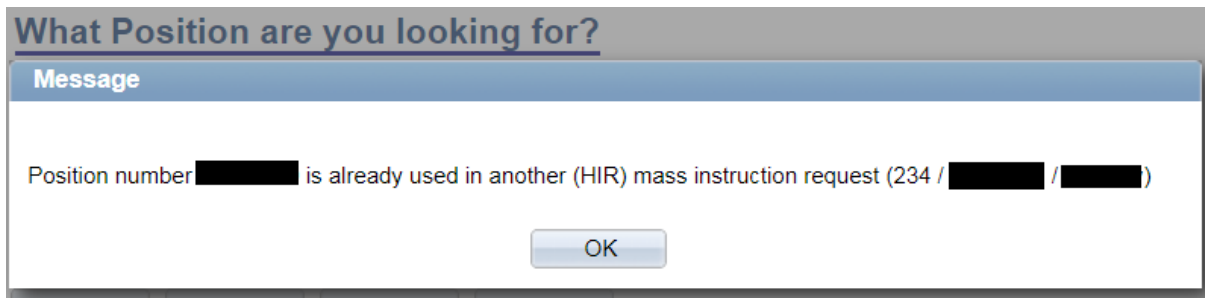 What Position are you looking for?
Message
Position number is already used in another (HIR) mass instruction request (234 / / )
OK